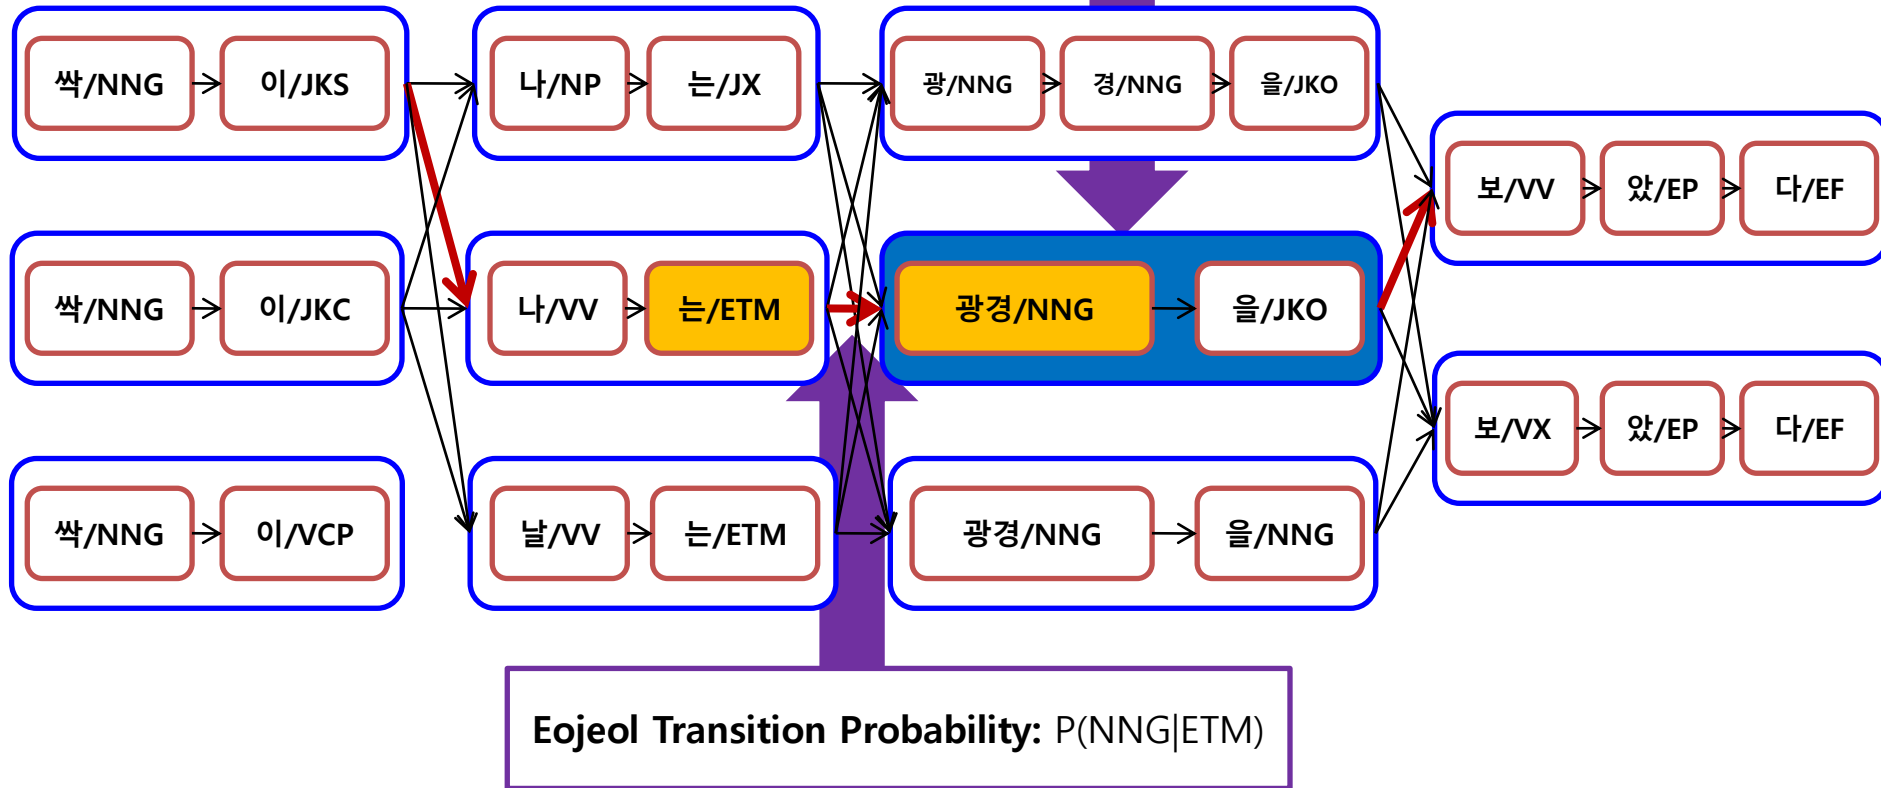 싹/NNG 이/JKS 나/NP 는/JX 광/NNG 경/NNG 을/JKO
보/VV 았/EP 다/EF
싹/NNG 이/JKC 나/VV 는/ETM 광경/NNG 을/JKO
보/VX 았/EP 다/EF
싹/NNG 이/VCP 날/VV 는/ETM 광경/NNG 을/NNG
Eojeol Transition Probability: P(NNG|ETM)